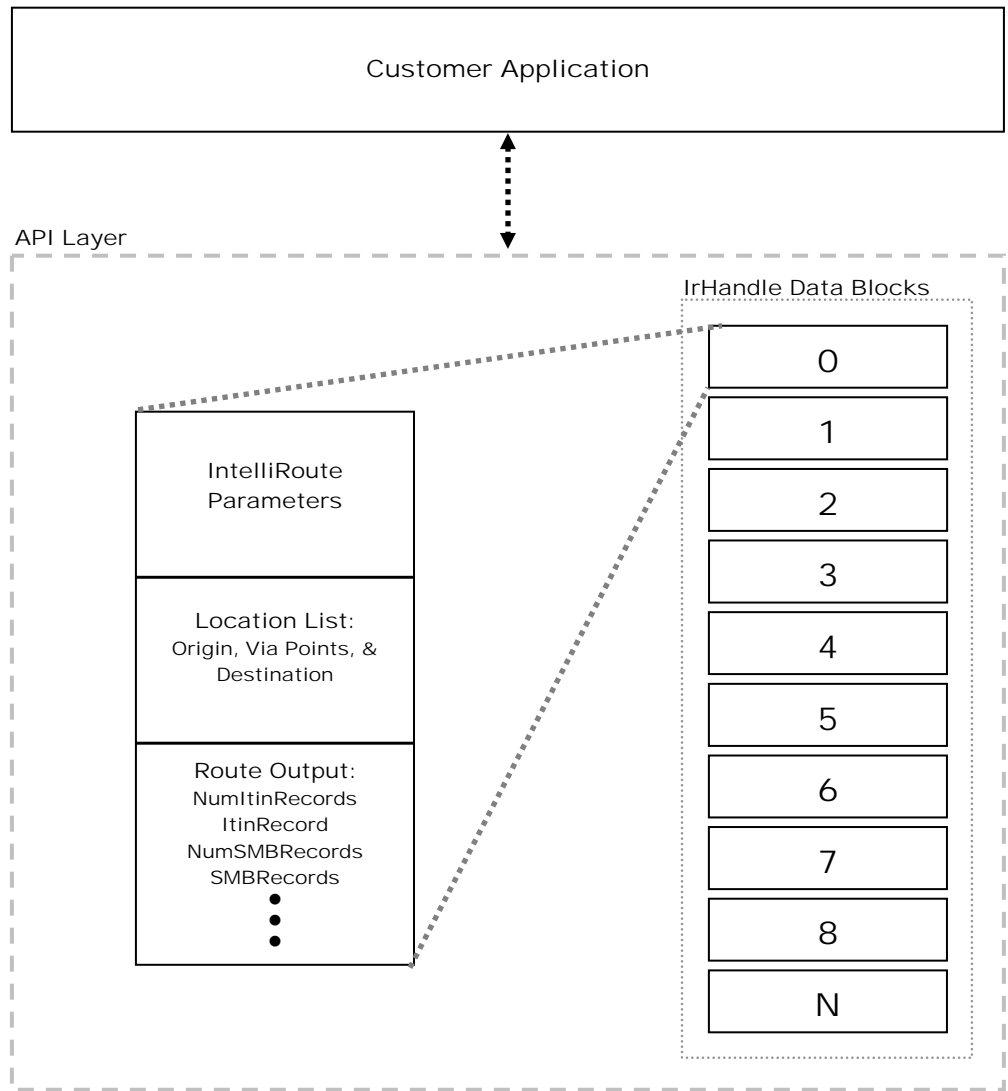 Customer Application
API Layer
IrHandle Data Blocks
IntelliRoute
Parameters
Location List:
Origin, Via Points, &
Destination
Route Output:
NumItinRecords
ItinRecord
NumSMBRecords
SMBRecords
0
1
2
3
4
5
6
7
8
N